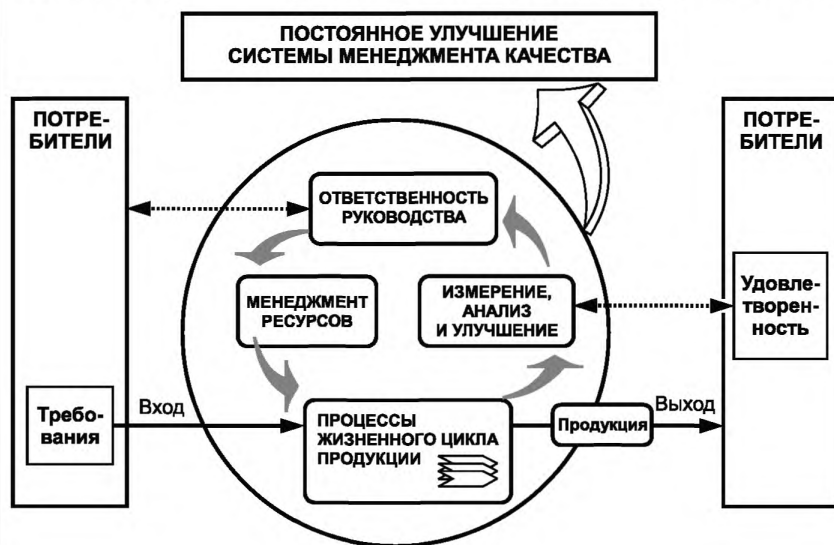 ПОСТОЯННОЕ УЛУЧШЕНИЕ
СИСТЕМЫ МЕНЕДЖМЕНТА КАЧЕСТВА
ПОТРЕ-
БИТЕЛИ
ПОТРЕ-
БИТЕЛИ
ОТВЕТСТВЕННОСТЬ
РУКОВОДСТВА
МЕНЕДЖМЕНТ
РЕСУРСОВ
ИЗМЕРЕНИЕ,
АНАЛИЗ
И УЛУЧШЕНИЕ
Удовле-
творен-
ность
Требо-
вания
Вход
ПРОЦЕССЫ
ЖИЗНЕННОГО ЦИКЛА
ПРОДУКЦИИ
Продукция
Выход